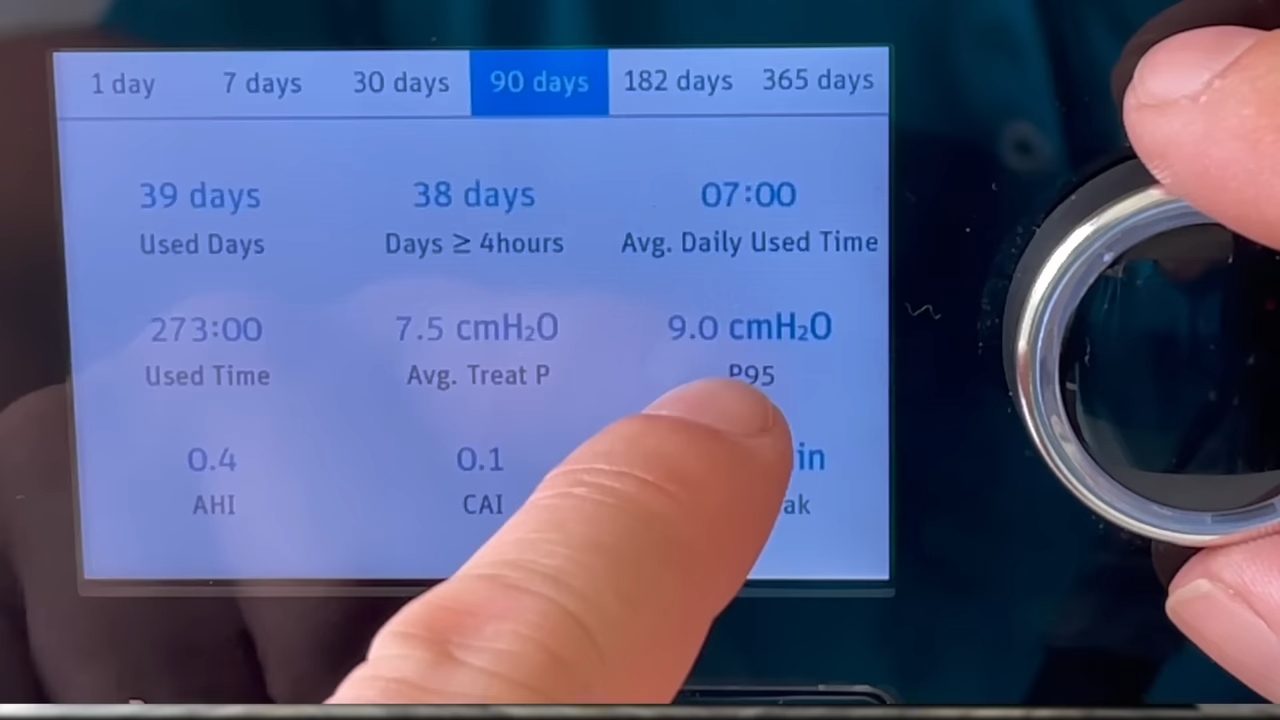 1 day 7 days 30 days 90 days 182 days 365 days
39 days 38 days 07:00
Used Days Days ≥ 4hours Avg. Daily Used Time
273:00 7.5 cmH₂O 9.0 cmH₂O
Used Time Avg. Treat P P95
0.4 0.1
AHI CAI